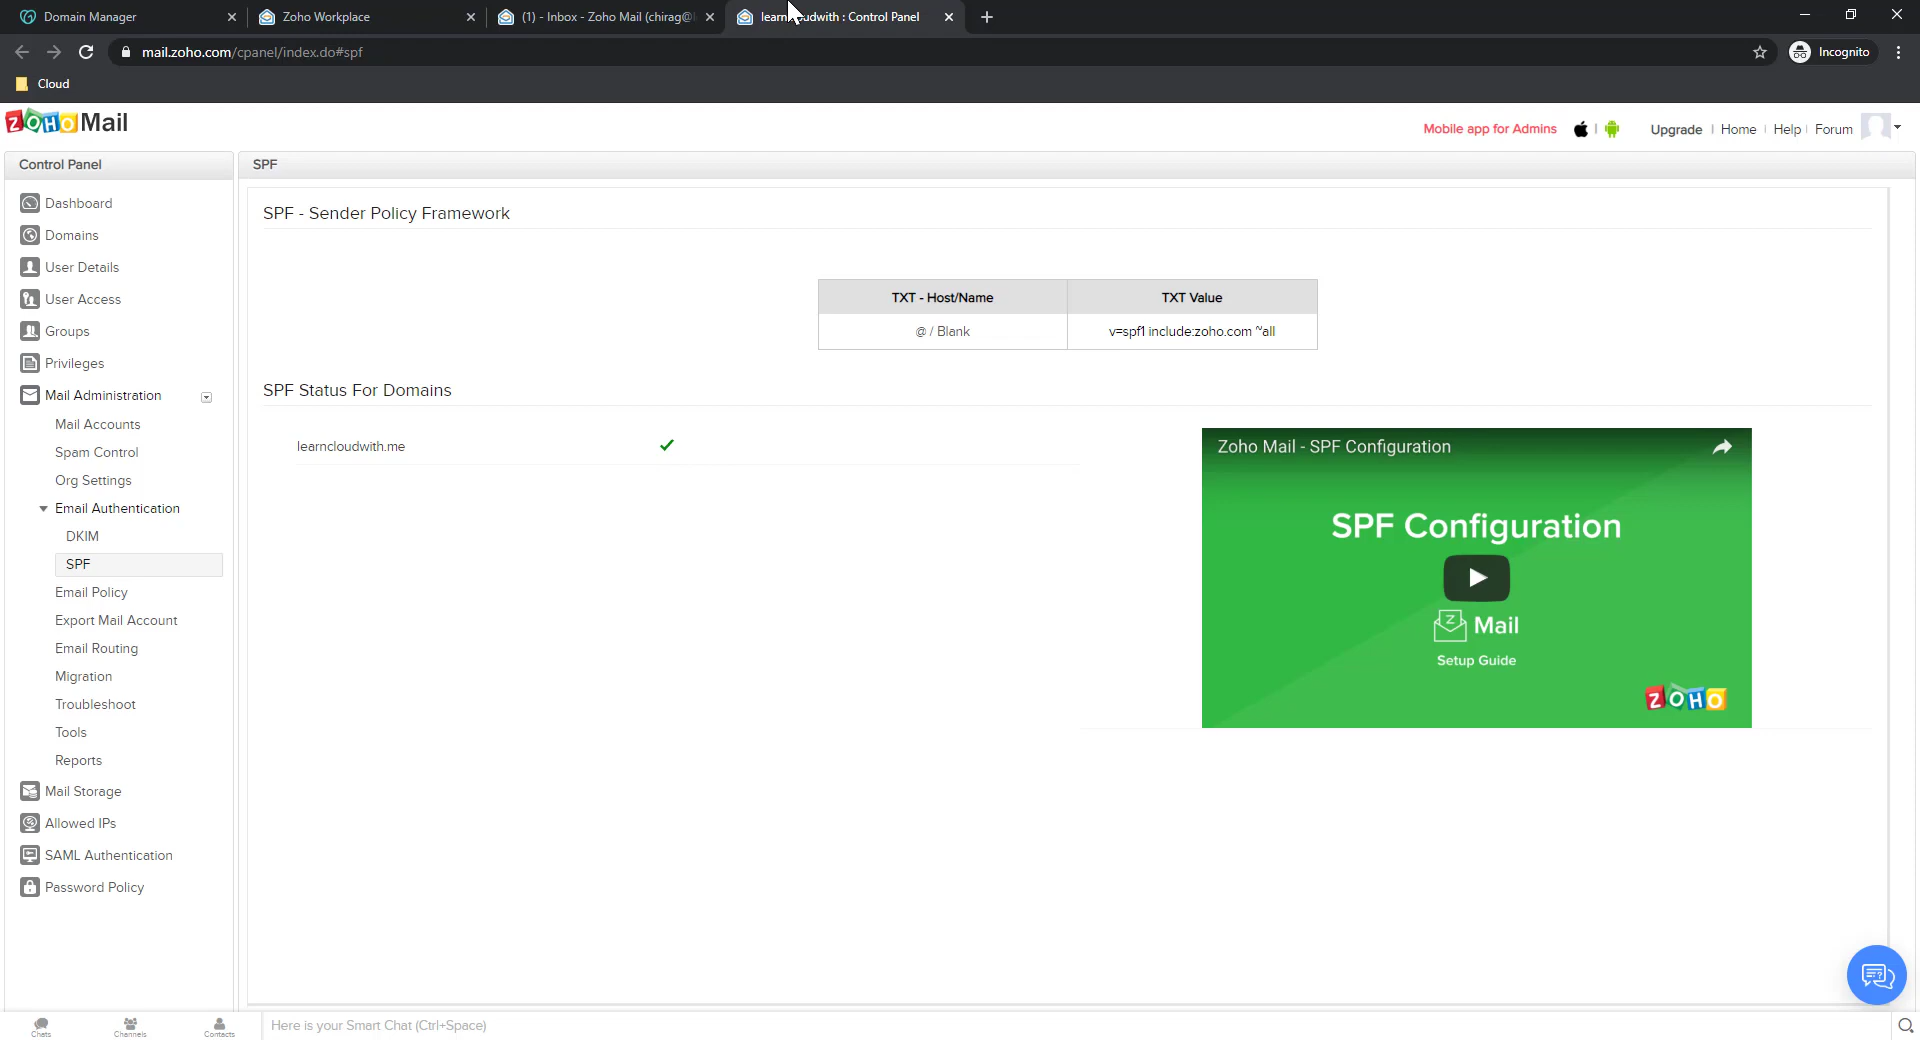 Domain Manager
Zoho Workplace
(1) - Inbox - Zoho Mail (chirag@
learn udwith : Control Panel
mail.zoho.com/cpanel/index.do#spf
Incognito
Cloud
ZOHO Mail
Mobile app for Admins
Upgrade | Home | Help | Forum
Control Panel
SPF
Dashboard
Domains
User Details
User Access
Groups
Privileges
Mail Administration
Mail Accounts
Spam Control
Org Settings
Email Authentication
DKIM
SPF
Email Policy
Export Mail Account
Email Routing
Migration
Troubleshoot
Tools
Reports
Mail Storage
Allowed IPs
SAML Authentication
Password Policy
SPF - Sender Policy Framework
TXT - Host/Name
TXT Value
@ / Blank
v=spf1 include:zoho.com ~all
SPF Status For Domains
learncloudwith.me
Zoho Mail - SPF Configuration
SPF Configuration
Mail
Setup Guide
ZOHO
Chats
Channels
Contacts
Here is your Smart Chat (Ctrl+Space)